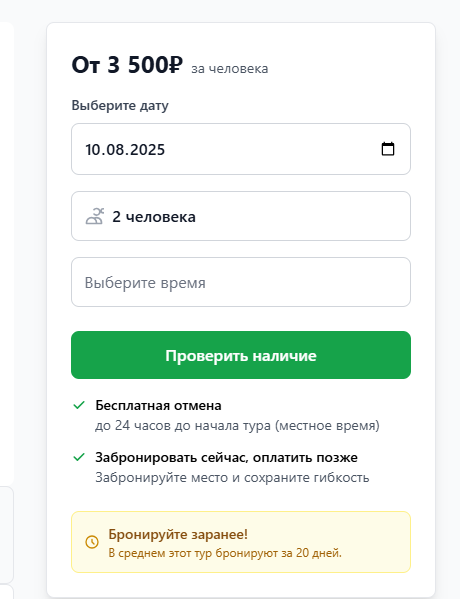 От 3 500₽ за человека
Выберите дату
10.08.2025
2 человека
Выберите время
Проверить наличие
Бесплатная отмена
до 24 часов до начала тура (местное время)
Забронировать сейчас, оплатить позже
Забронируйте место и сохраните гибкость
Бронируйте заранее!
В среднем этот тур бронируют за 20 дней.